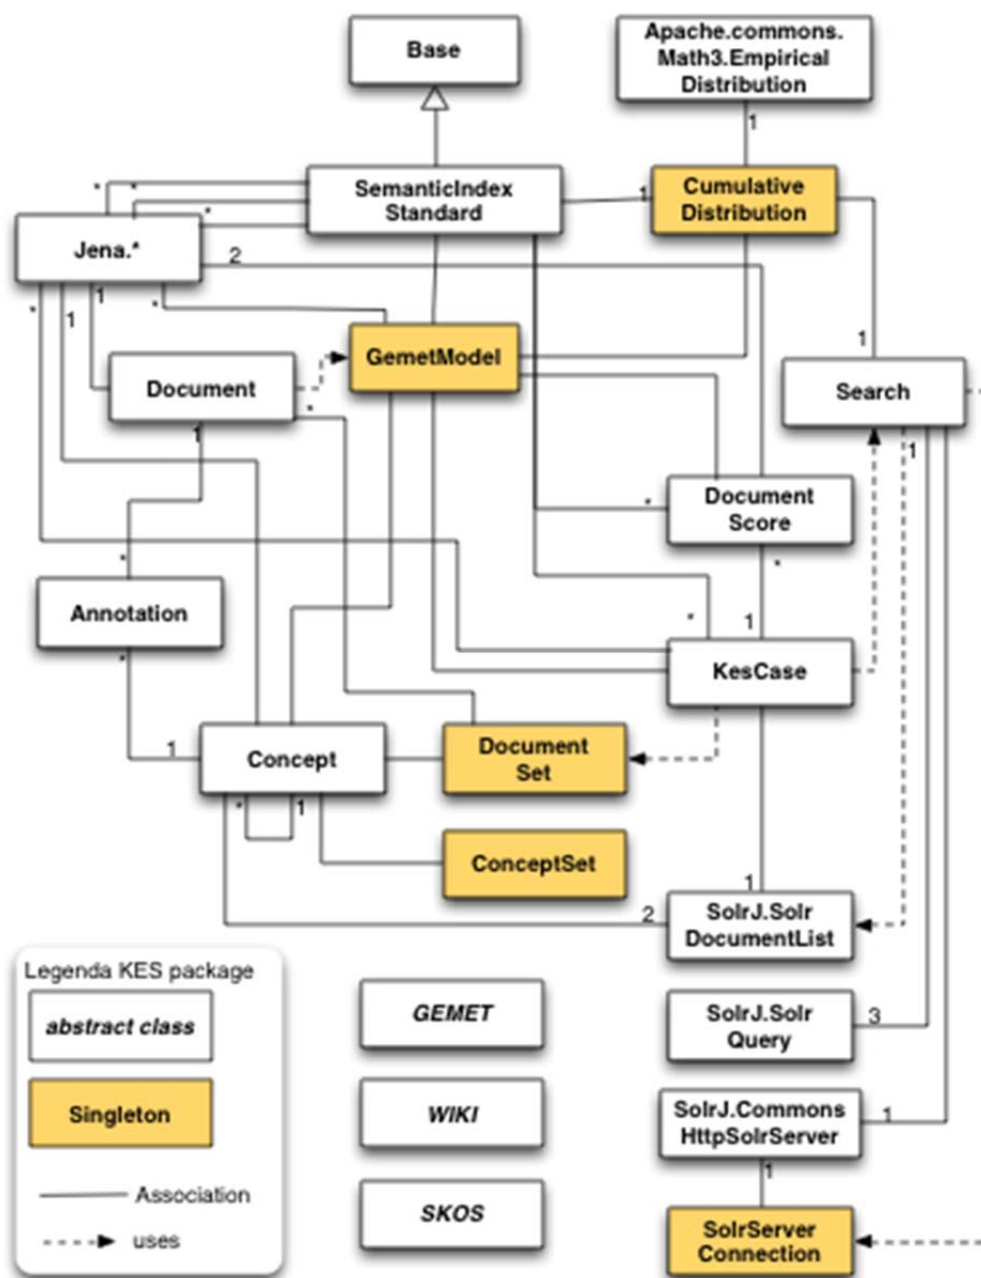 Base
Apache.commons.
Math3.Empirical
Distribution
1
SemanticIndex
Standard
1
Cumulative
Distribution
*
*
*
Jena.*
2
*
1
1
*
1
GemetModel
Document
*
Search
1
1
Document
Score
*
*
*
Annotation
*
*
1
KesCase
1
Concept
Document
Set
*
1
ConceptSet
1
2
SolrJ.Solr
DocumentList
Legenda KES package
abstract class
Singleton
Association
uses
GEMET
WIKI
SKOS
SolrJ.Solr
Query
3
SolrJ.Commons
HttpSolrServer
1
1
SolrServer
Connection